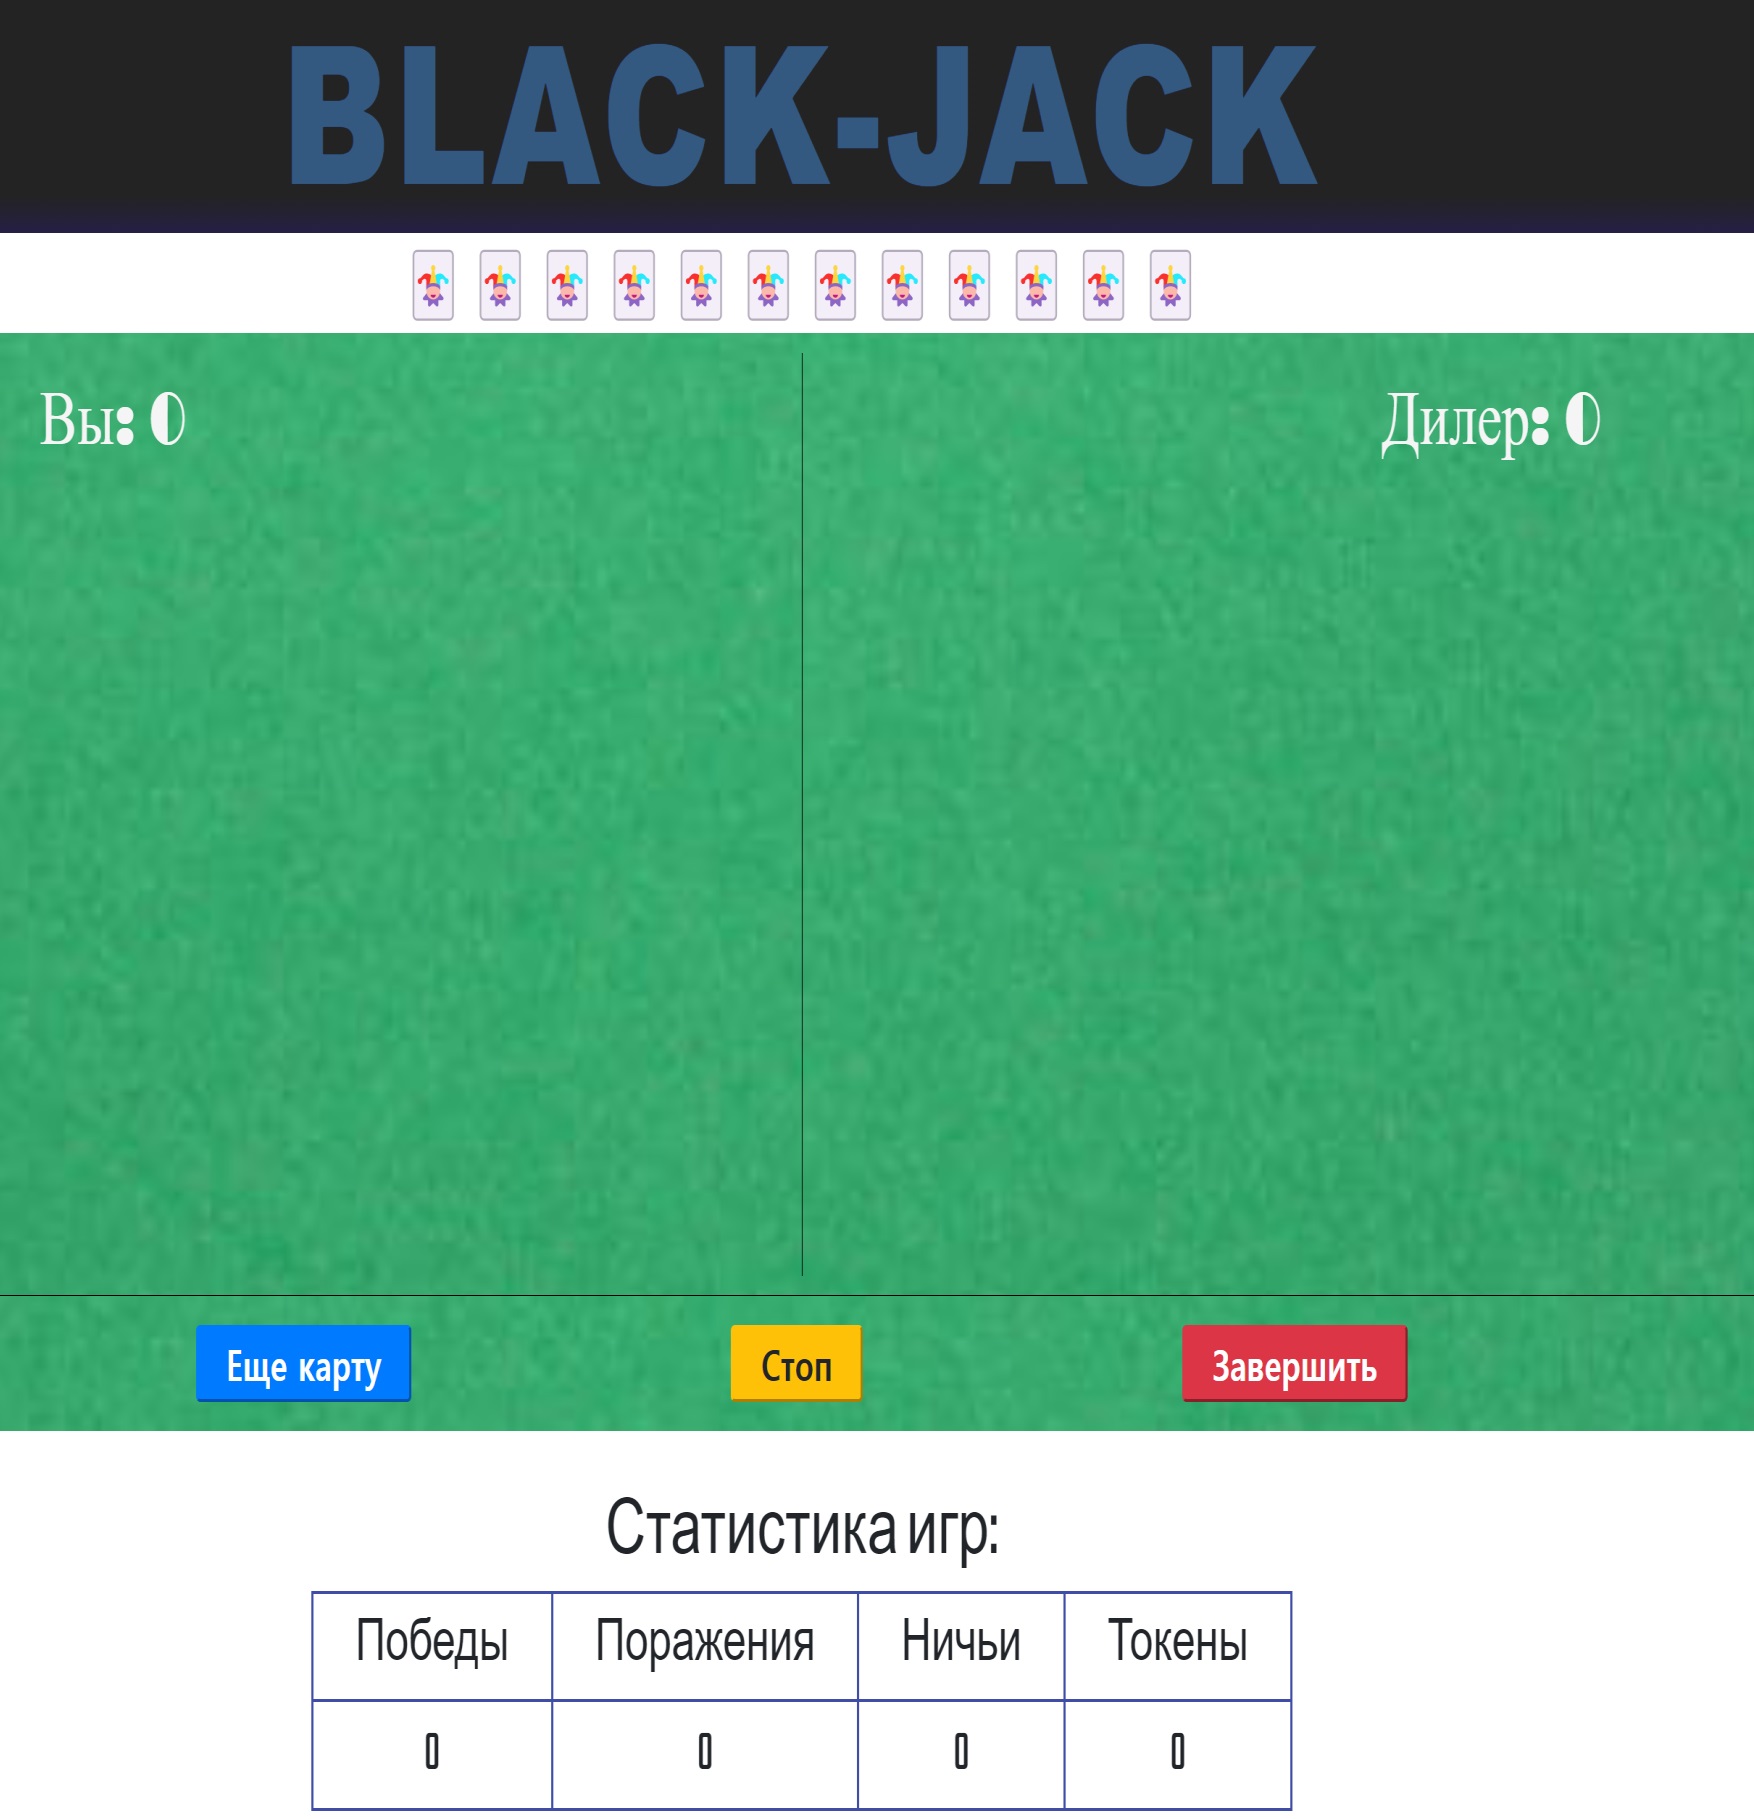 BLACK-JACK
Вы: 0
Дилер: 0
Еще карту
Стоп
Завершить
Статистика игр:
Победы Поражения Ничьи Токены
0 0 0 0